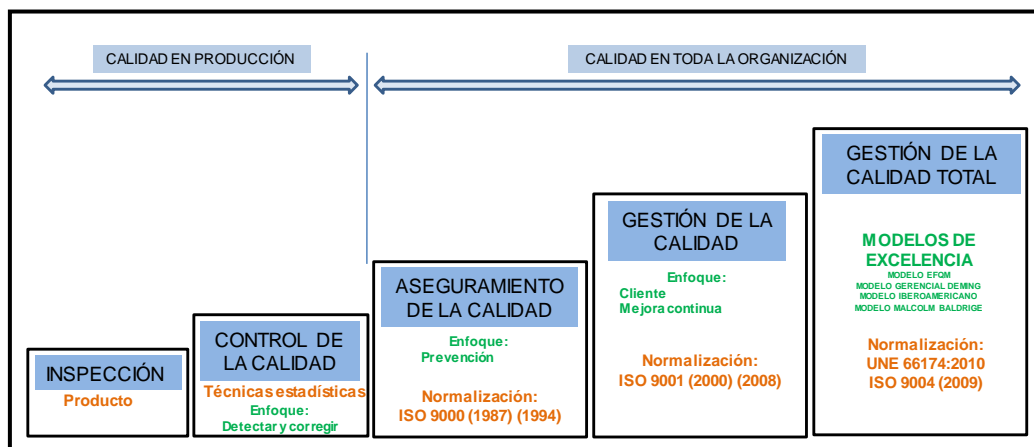 CALIDAD EN PRODUCCIÓN
CALIDAD EN TODA LA ORGANIZACIÓN
INSPECCIÓN
Producto
CONTROL DE
LA CALIDAD
Técnicas estadísticas
Enfoque:
Detectar y corregir
ASEGURAMIENTO
DE LA CALIDAD
Enfoque:
Prevención
Normalización:
ISO 9000 (1987) (1994)
GESTIÓN DE LA
CALIDAD
Enfoque:
Cliente
Mejora continua
Normalización:
ISO 9001 (2000) (2008)
GESTIÓN DE LA
CALIDAD TOTAL
MODELOS DE
EXCELENCIA
MODELO EFQM
MODELO GERENCIAL DEMING
MODELO IBEROAMERICANO
MODELO MALCOLM BALDRIGE
Normalización:
UNE 66174:2010
ISO 9004 (2009)